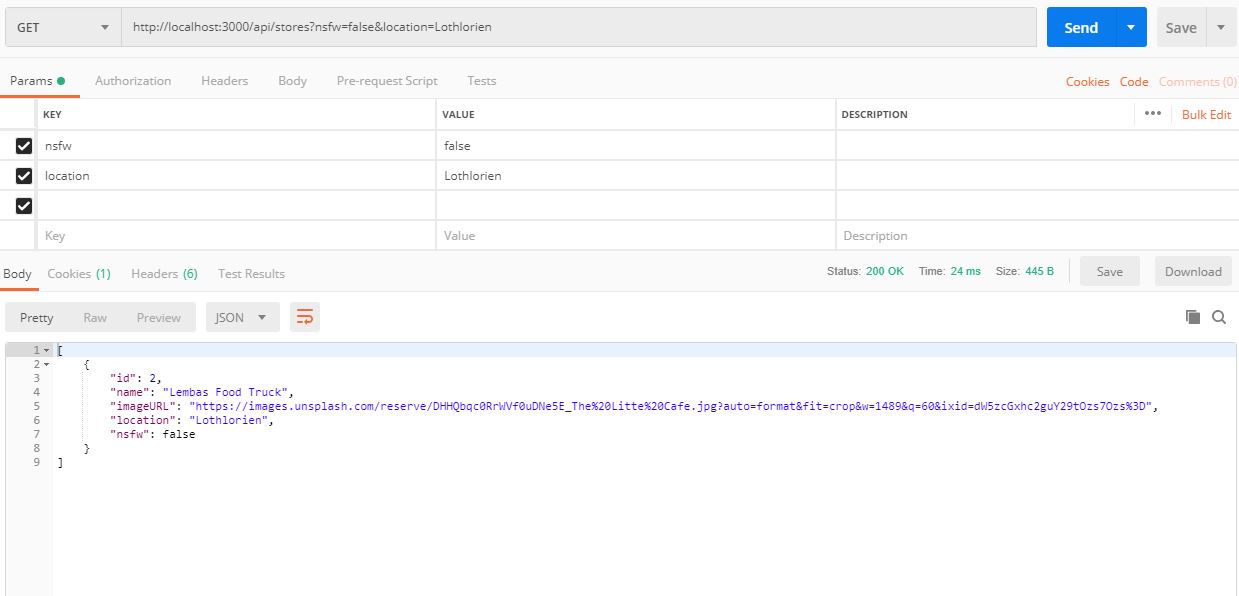 GET http://localhost:3000/api/stores?nsfw=false&location=Lothlorien Send Save
Params Authorization Headers Body Pre-request Script Tests Cookies Code Comments (0)
KEY VALUE DESCRIPTION ••• Bulk Edit
nsfw false
location Lothlorien
Key Value Description
Body Cookies (1) Headers (6) Test Results Status: 200 OK Time: 24 ms Size: 445 B Save Download
Pretty Raw Preview JSON
1 [
2 {
3 "id": 2,
4 "name": "Lembas Food Truck",
5 "imageURL": "https://images.unsplash.com/reserve/DHHQbqc0RrWVf0uDNe5E_The%20Litte%20Cafe.jpg?auto=format&fit=crop&w=1489&q=60&ixid=dW5zcGxhc2guY29tOzs7Ozs%3D",
6 "location": "Lothlorien",
7 "nsfw": false
8 }
9 ]